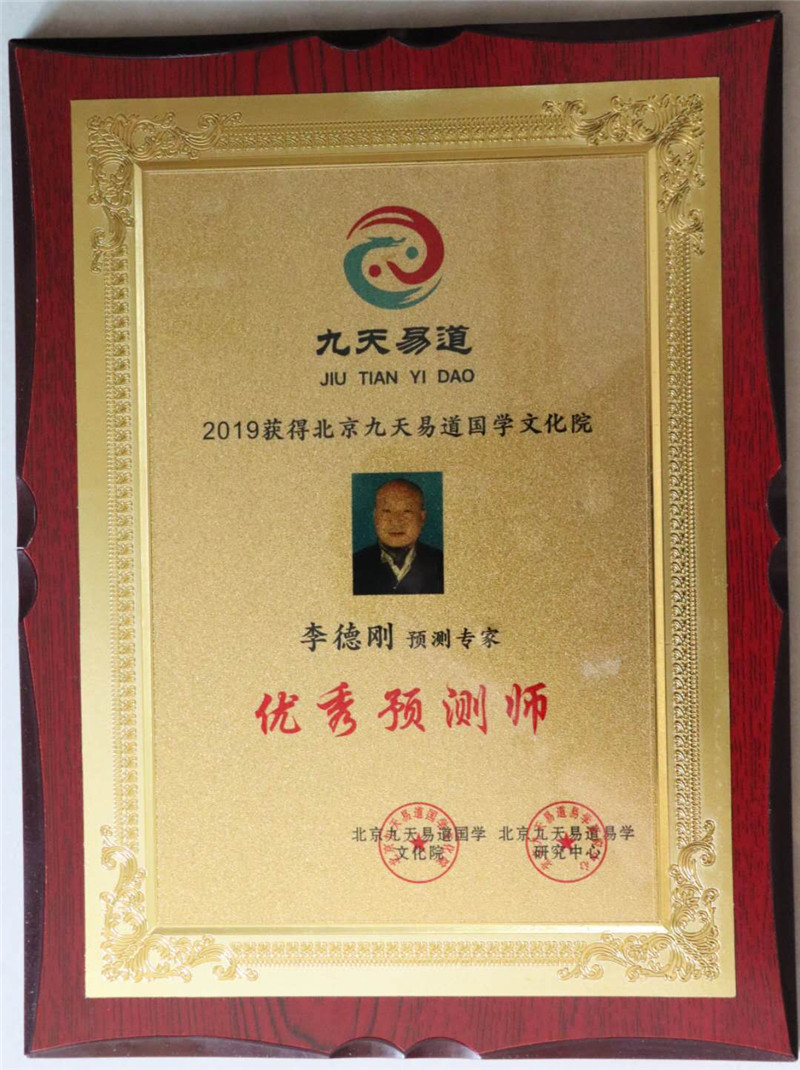 九天易道
JIU TIAN YI DAO
2019获得北京九天易道国学文化院
李德刚 预测专家
优秀预测师
北京九天易道国学 北京九天易道易学
文化院 研究中心